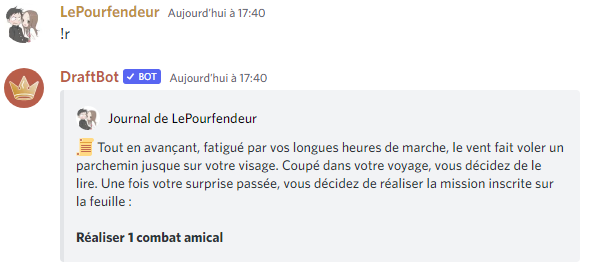 LePourfendeur Aujourd'hui à 17:40
!r
DraftBot ✓ BOT Aujourd'hui à 17:40
Journal de LePourfendeur
Tout en avançant, fatigué par vos longues heures de marche, le vent fait voler un
parchemin jusque sur votre visage. Coupé dans votre voyage, vous décidez de le
lire. Une fois votre surprise passée, vous décidez de réaliser la mission inscrite sur
la feuille :
Réaliser 1 combat amical